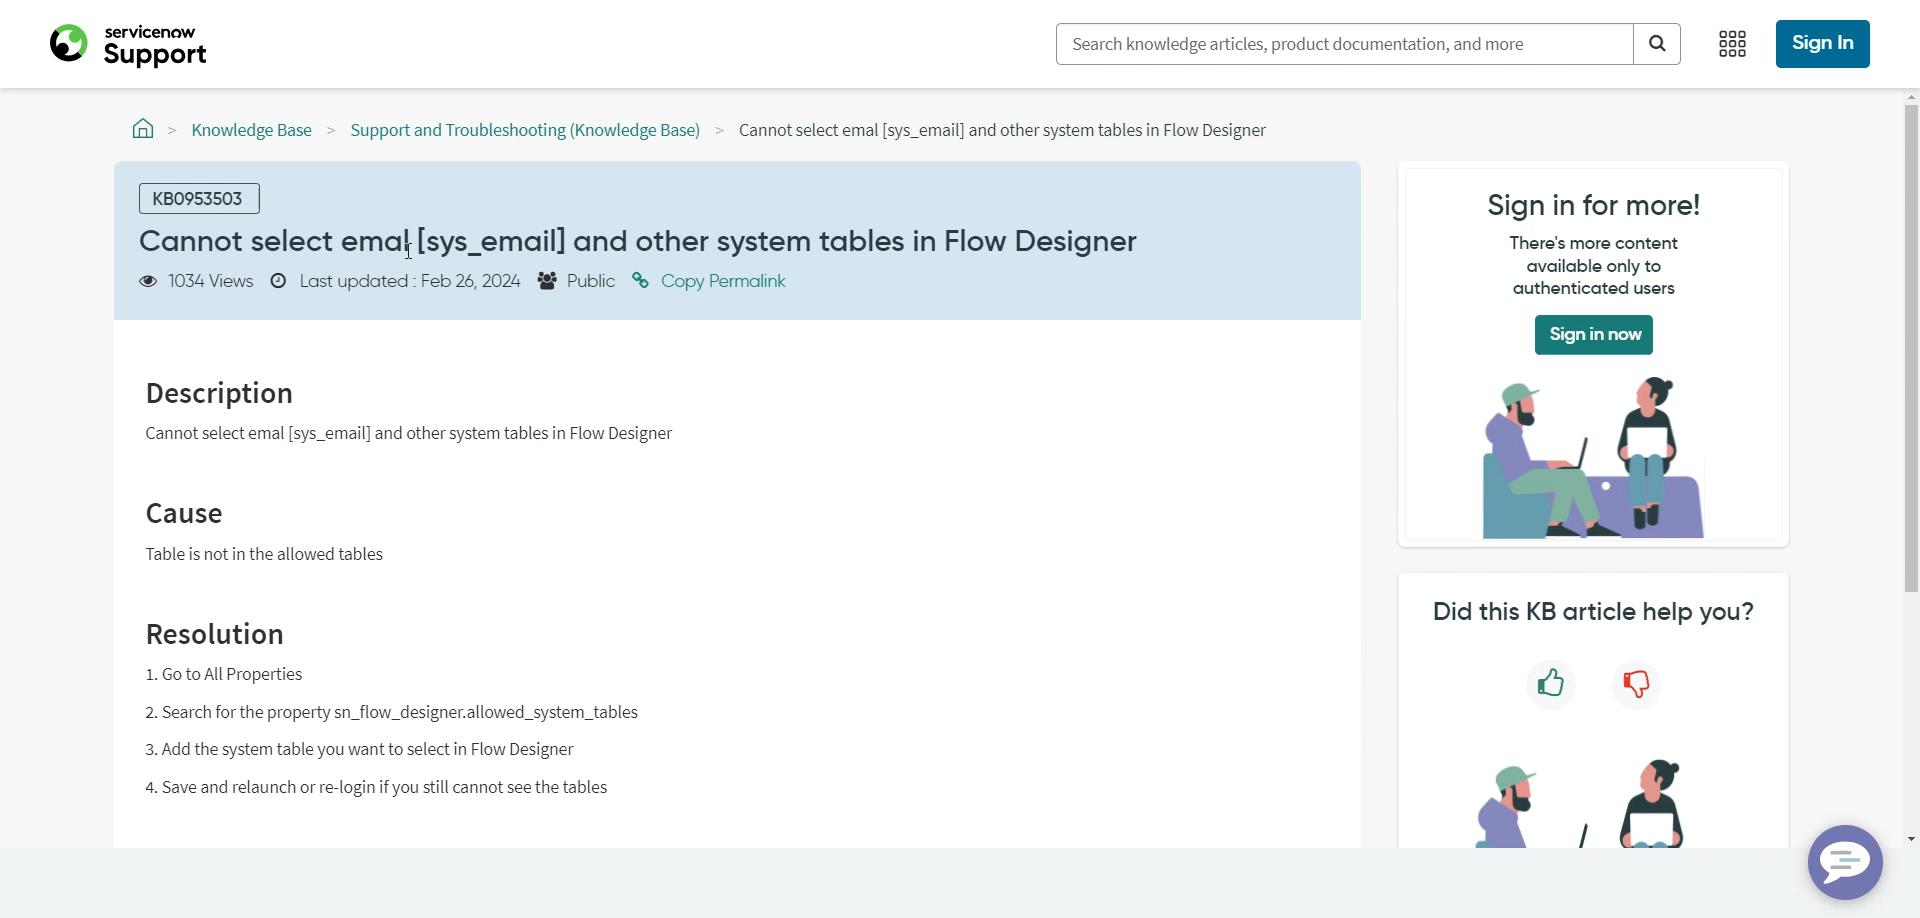 servicenow
Support
Search knowledge articles, product documentation, and more
Sign In
Knowledge Base > Support and Troubleshooting (Knowledge Base) > Cannot select emal [sys_email] and other system tables in Flow Designer
KB0953503
Cannot select emal [sys_email] and other system tables in Flow Designer
1034 Views Last updated : Feb 26, 2024 Public Copy Permalink
Description
Cannot select emal [sys_email] and other system tables in Flow Designer
Cause
Table is not in the allowed tables
Resolution
1. Go to All Properties
2. Search for the property sn_flow_designer.allowed_system_tables
3. Add the system table you want to select in Flow Designer
4. Save and relaunch or re-login if you still cannot see the tables
Sign in for more!
There's more content
available only to
authenticated users
Sign in now
Did this KB article help you?